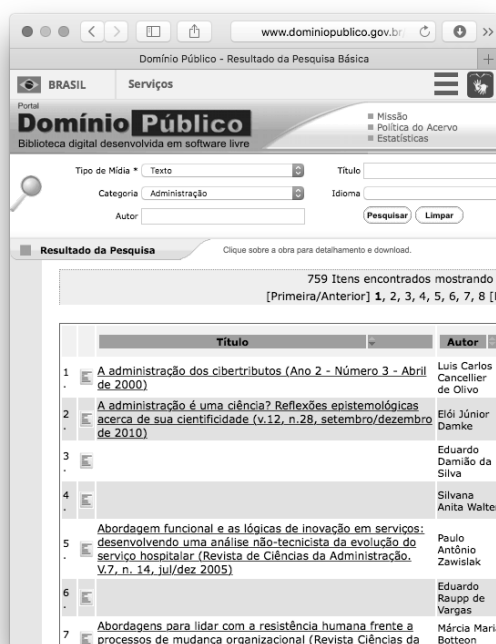 www.dominiopublico.gov.br
Domínio Público - Resultado da Pesquisa Básica
BRASIL Serviços
Portal
Domínio Público
Biblioteca digital desenvolvida em software livre
Missão
Política do Acervo
Estatísticas
Tipo de Mídia * Texto Título
Categoria Administração Idioma
Autor Pesquisar Limpar
Resultado da Pesquisa Clique sobre a obra para detalhamento e download.
759 Itens encontrados mostrando
[Primeira/Anterior] 1, 2, 3, 4, 5, 6, 7, 8 [
Título Autor
1. A administração dos cibertributos (Ano 2 - Número 3 - Abril
de 2000)
Luis Carlos
Cancellier
de Olivo
2. A administração é uma ciência? Reflexões epistemológicas
acerca de sua cientificidade (v.12, n.28, setembro/dezembro
de 2010)
Elói Júnior
Damke
3. Eduardo
Damião da
Silva
4. Silvana
Anita Walte
5. Abordagem funcional e as lógicas de inovação em serviços:
desenvolvendo uma análise não-tecnicista da evolução do
serviço hospitalar (Revista de Ciências da Administração.
V.7, n. 14, jul/dez 2005)
Paulo
Antônio
Zawislak
6. Eduardo
Raupp de
Vargas
7 Abordagens para lidar com a resistência humana frente a
processos de mudança organizacional (Revista Ciências da
Márcia Mari
Botteon